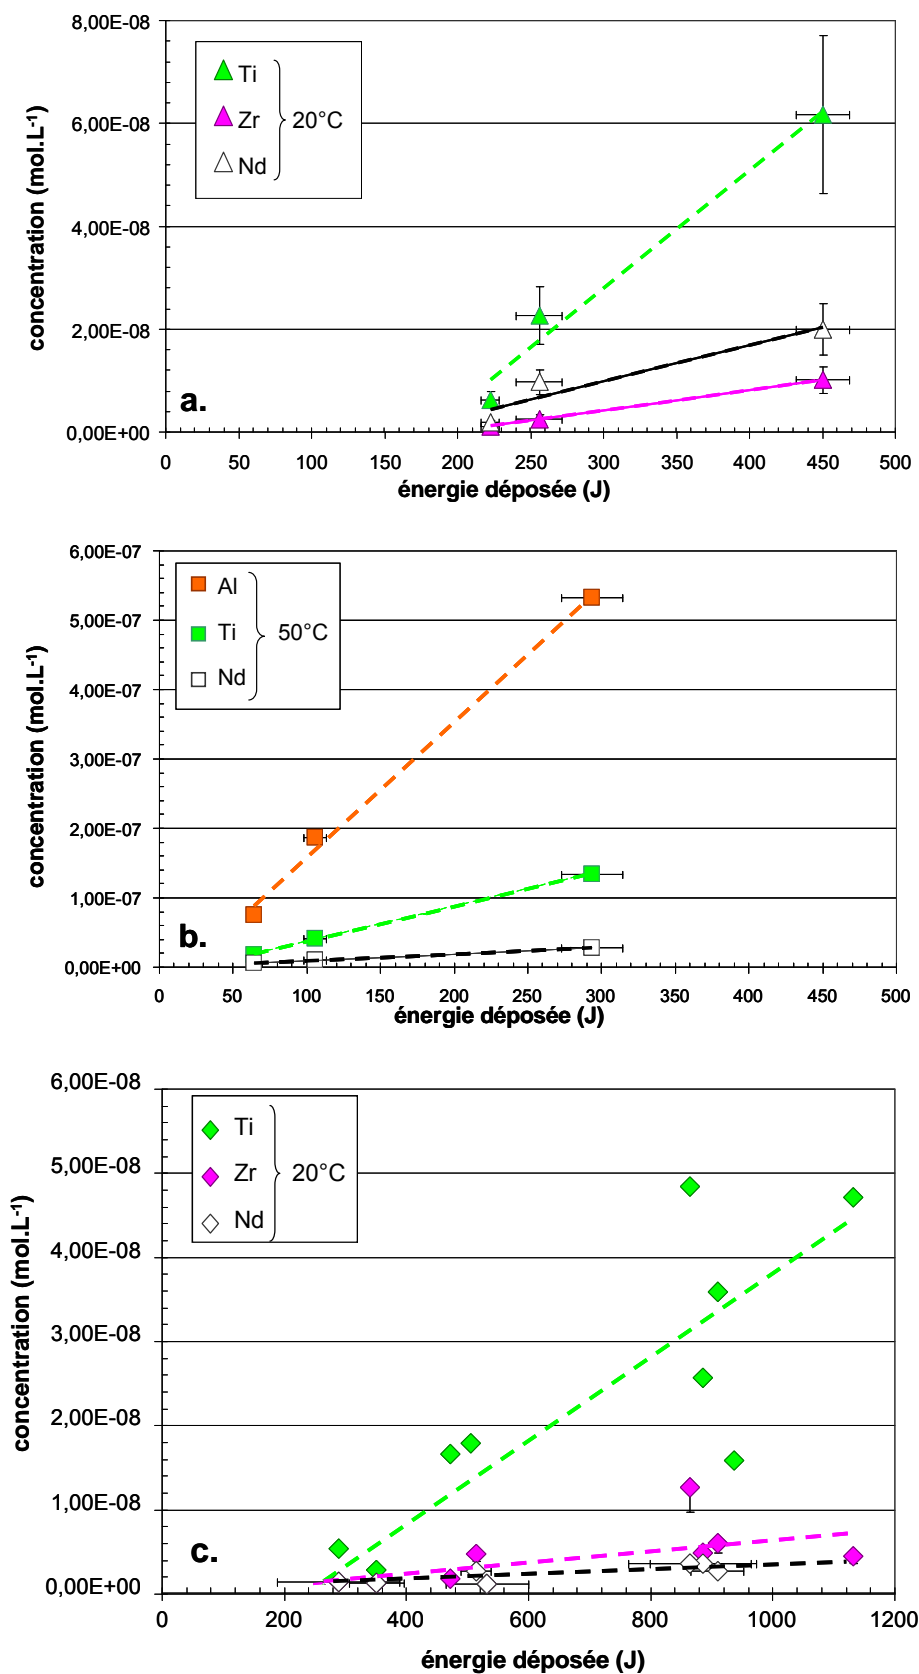 8,00E-08
6,00E-08
4,00E-08
2,00E-08
0,00E+00
concentration (mol.L-1)
Ti
Zr
Nd
20°C
a.
0 50 100 150 200 250 300 350 400 450 500
énergie déposée (J)
6,00E-07
5,00E-07
4,00E-07
3,00E-07
2,00E-07
1,00E-07
0,00E+00
concentration (mol.L-1)
Al
Ti
Nd
50°C
b.
0 50 100 150 200 250 300 350 400 450 500
énergie déposée (J)
6,00E-08
5,00E-08
4,00E-08
3,00E-08
2,00E-08
1,00E-08
0,00E+00
concentration (mol.L-1)
Ti
Zr
Nd
20°C
c.
0 200 400 600 800 1000 1200
énergie déposée (J)